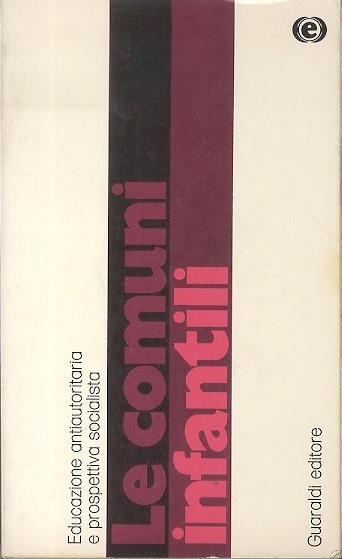 Educazione antiautoritaria
e prospettiva socialista
Le comuni
infantili
Guaraldi editore
e